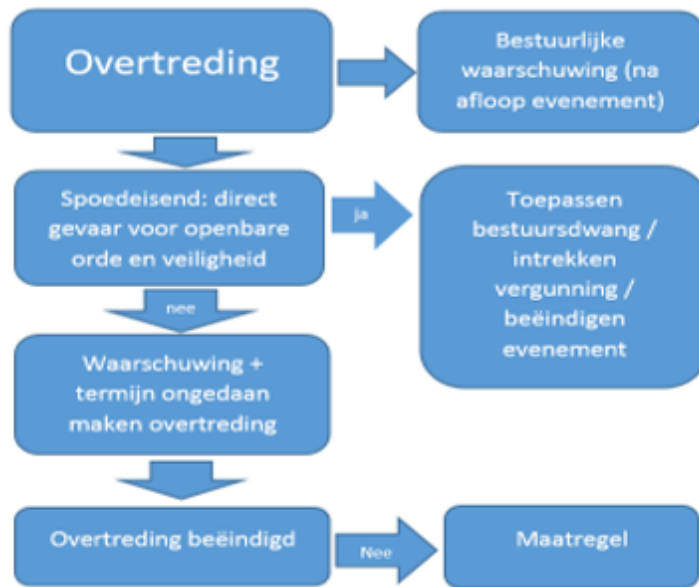 Overtreding
Bestuurlijke
waarschuwing (na
afloop evenement)
Spoedeisend: direct
gevaar voor openbare
orde en veiligheid
ja
Toepassen
bestuursdwang /
intrekken
vergunning /
beëindigen
evenement
nee
Waarschuwing +
termijn ongedaan
maken overtreding
Overtreding beëindigd
Nee
Maatregel